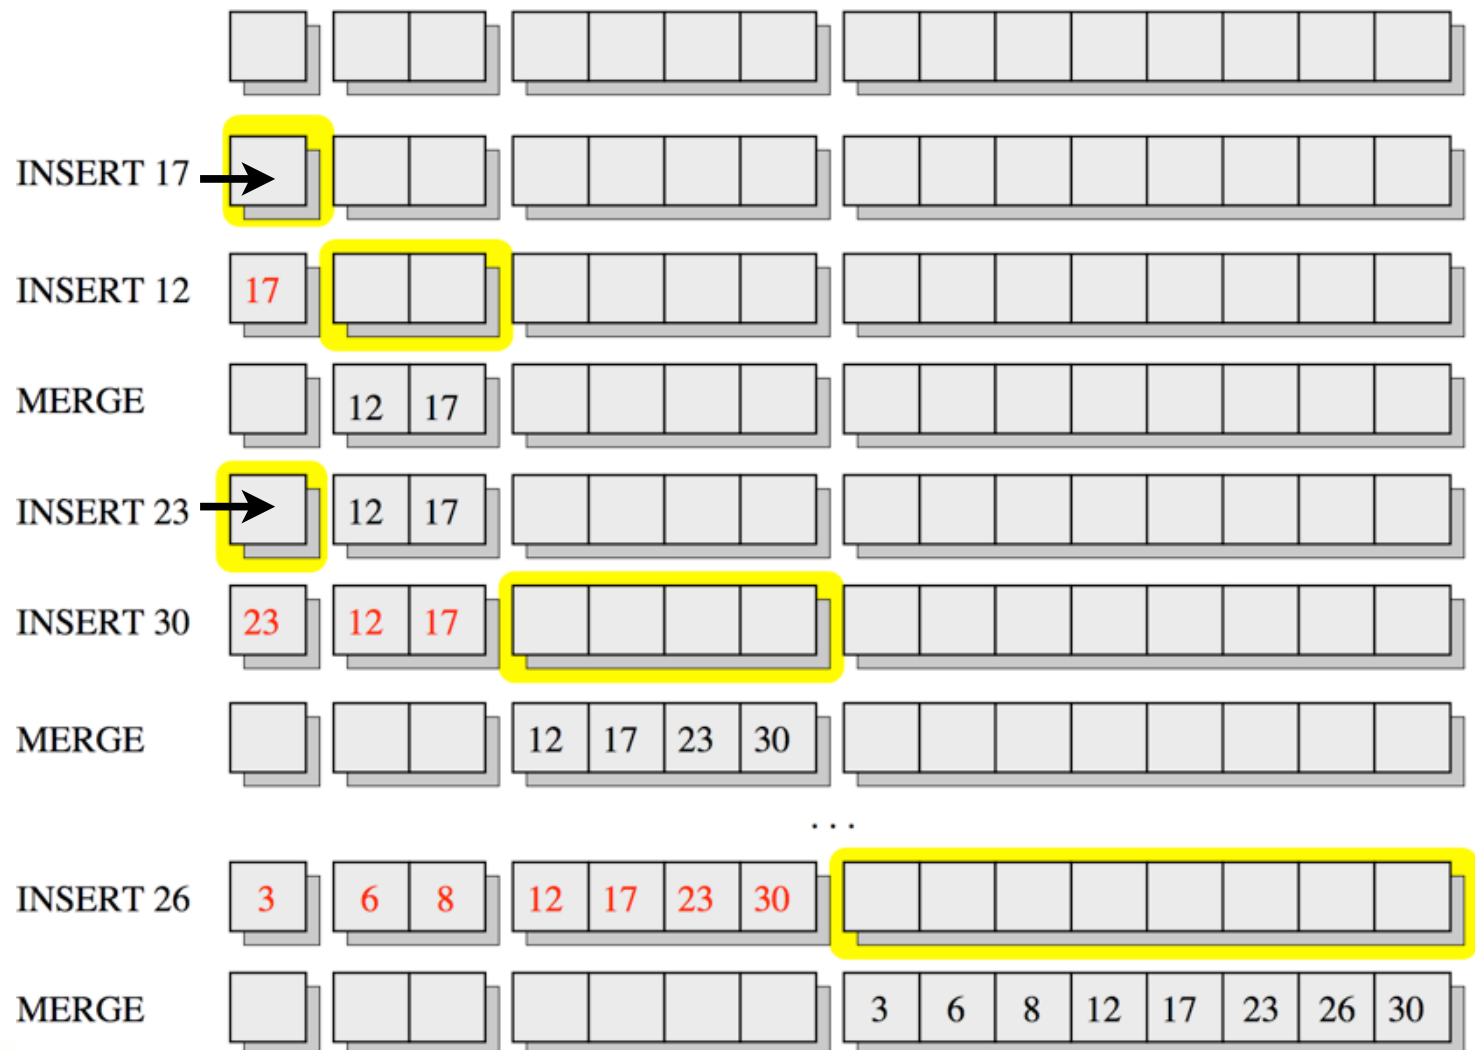 INSERT 17
INSERT 12 17
MERGE 12 17
INSERT 23 12 17
INSERT 30 23 12 17
MERGE 12 17 23 30
. . .
INSERT 26 3 6 8 12 17 23 30
MERGE 3 6 8 12 17 23 26 30